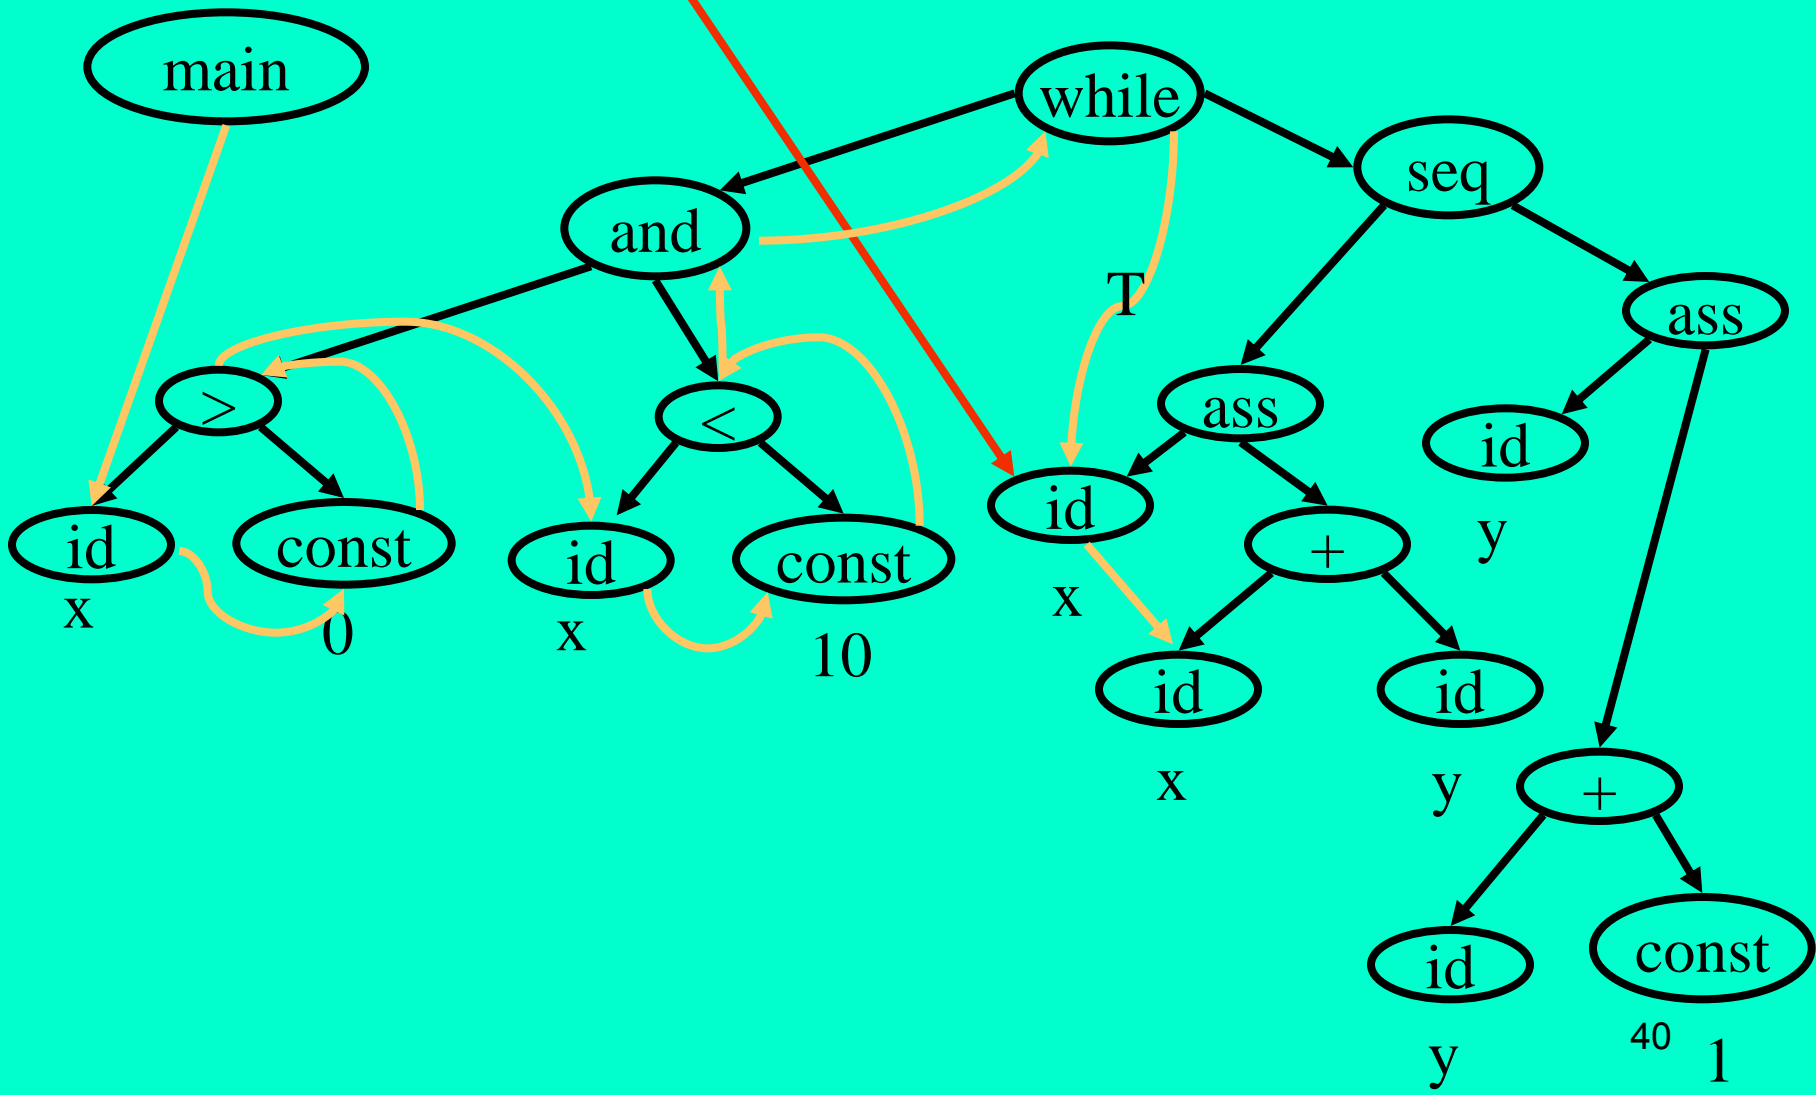 main
while
seq
and
T
ass
>
<
ass
id
id
const
id
const
id
+
y
x
0
x
10
x
id
id
x
y
+
id
const
y
40
1